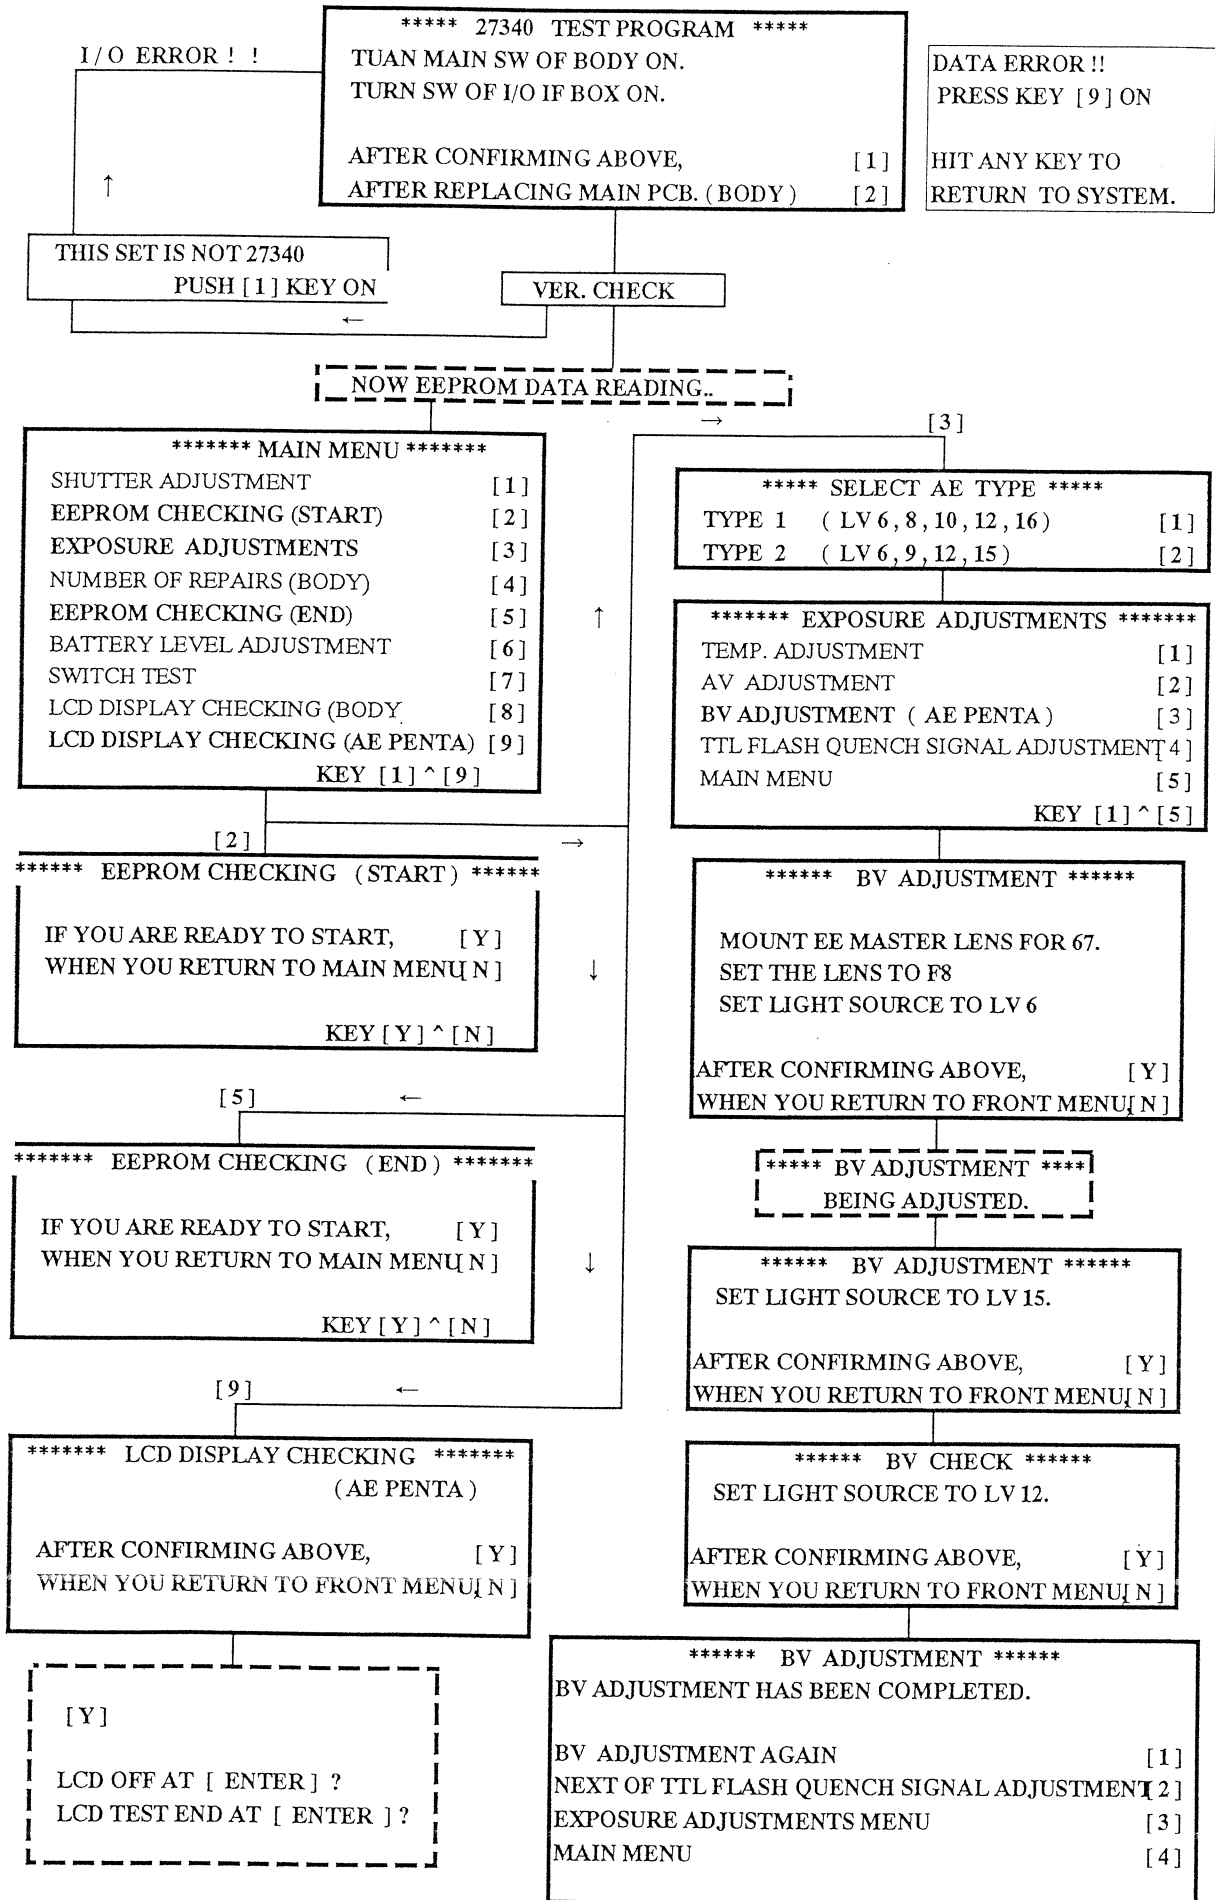 ***** 27340 TEST PROGRAM *****
TUAN MAIN SW OF BODY ON.
TURN SW OF I/O IF BOX ON.
AFTER CONFIRMING ABOVE, [1]
AFTER REPLACING MAIN PCB. (BODY) [2]
I/O ERROR ! !
DATA ERROR !!
PRESS KEY [9] ON
HIT ANY KEY TO
RETURN TO SYSTEM.
↑
THIS SET IS NOT 27340
PUSH [1] KEY ON
VER. CHECK
←
NOW EEPROM DATA READING..
→ [3]
******* MAIN MENU *******
SHUTTER ADJUSTMENT [1]
EEPROM CHECKING (START) [2]
EXPOSURE ADJUSTMENTS [3]
NUMBER OF REPAIRS (BODY) [4]
EEPROM CHECKING (END) [5]
BATTERY LEVEL ADJUSTMENT [6]
SWITCH TEST [7]
LCD DISPLAY CHECKING (BODY [8]
LCD DISPLAY CHECKING (AE PENTA) [9]
KEY [1] ^ [9]
↑
[2] →
****** EEPROM CHECKING (START) ******
IF YOU ARE READY TO START, [Y]
WHEN YOU RETURN TO MAIN MENU[N]
KEY [Y] ^ [N]
↓
[5] ←
******* EEPROM CHECKING (END) *******
IF YOU ARE READY TO START, [Y]
WHEN YOU RETURN TO MAIN MENU[N]
KEY [Y] ^ [N]
↓
[9] ←
******* LCD DISPLAY CHECKING *******
(AE PENTA)
AFTER CONFIRMING ABOVE, [Y]
WHEN YOU RETURN TO FRONT MENU[N]
[Y]
LCD OFF AT [ENTER] ?
LCD TEST END AT [ENTER] ?
***** SELECT AE TYPE *****
TYPE 1 (LV 6, 8, 10, 12, 16) [1]
TYPE 2 (LV 6, 9, 12, 15) [2]
******* EXPOSURE ADJUSTMENTS *******
TEMP. ADJUSTMENT [1]
AV ADJUSTMENT [2]
BV ADJUSTMENT (AE PENTA) [3]
TTL FLASH QUENCH SIGNAL ADJUSTMENT[4]
MAIN MENU [5]
KEY [1] ^ [5]
****** BV ADJUSTMENT ******
MOUNT EE MASTER LENS FOR 67.
SET THE LENS TO F8
SET LIGHT SOURCE TO LV 6
AFTER CONFIRMING ABOVE, [Y]
WHEN YOU RETURN TO FRONT MENU[N]
***** BV ADJUSTMENT ****
BEING ADJUSTED.
****** BV ADJUSTMENT ******
SET LIGHT SOURCE TO LV 15.
AFTER CONFIRMING ABOVE, [Y]
WHEN YOU RETURN TO FRONT MENU[N]
****** BV CHECK ******
SET LIGHT SOURCE TO LV 12.
AFTER CONFIRMING ABOVE, [Y]
WHEN YOU RETURN TO FRONT MENU[N]
****** BV ADJUSTMENT ******
BV ADJUSTMENT HAS BEEN COMPLETED.
BV ADJUSTMENT AGAIN [1]
NEXT OF TTL FLASH QUENCH SIGNAL ADJUSTMENT[2]
EXPOSURE ADJUSTMENTS MENU [3]
MAIN MENU [4]